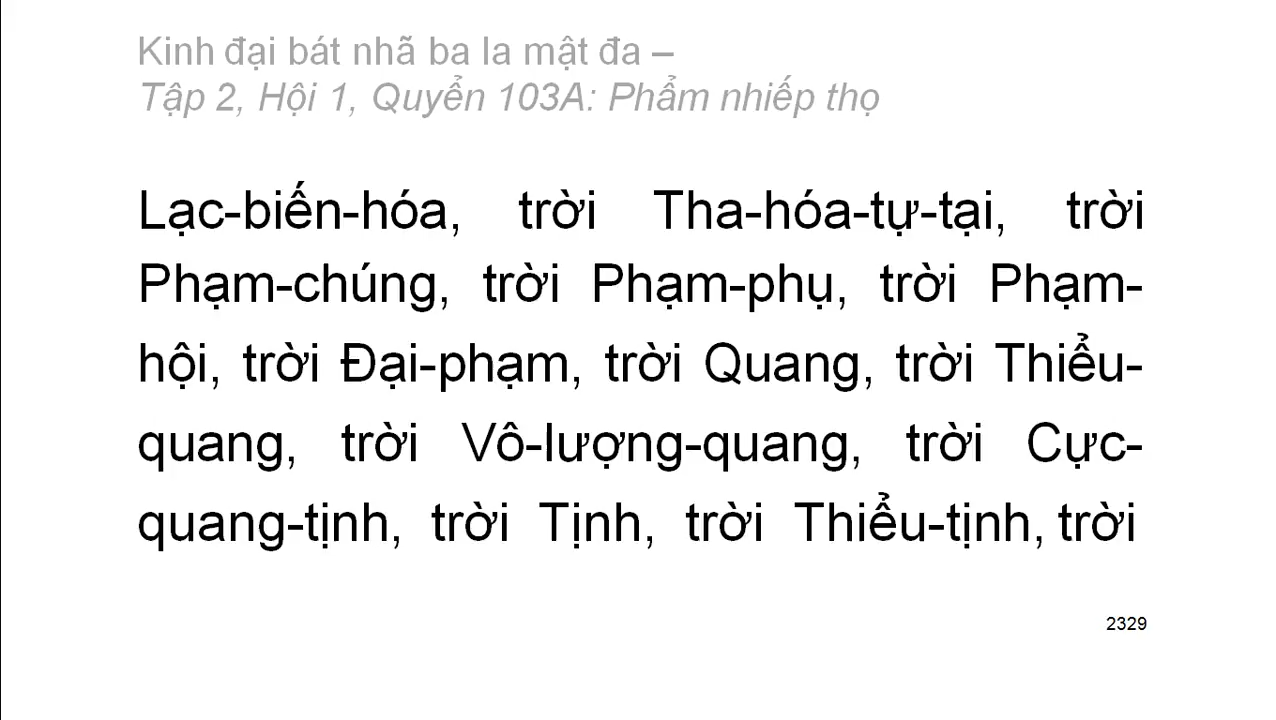 Kinh đại bát nhã ba la mật đa –
Tập 2, Hội 1, Quyển 103A: Phẩm nhiếp thọ
Lạc-biến-hóa, trời Tha-hóa-tự-tại, trời
Phạm-chúng, trời Phạm-phụ, trời Phạm-
hội, trời Đại-phạm, trời Quang, trời Thiểu-
quang, trời Vô-lượng-quang, trời Cực-
quang-tịnh, trời Tịnh, trời Thiểu-tịnh, trời
2329